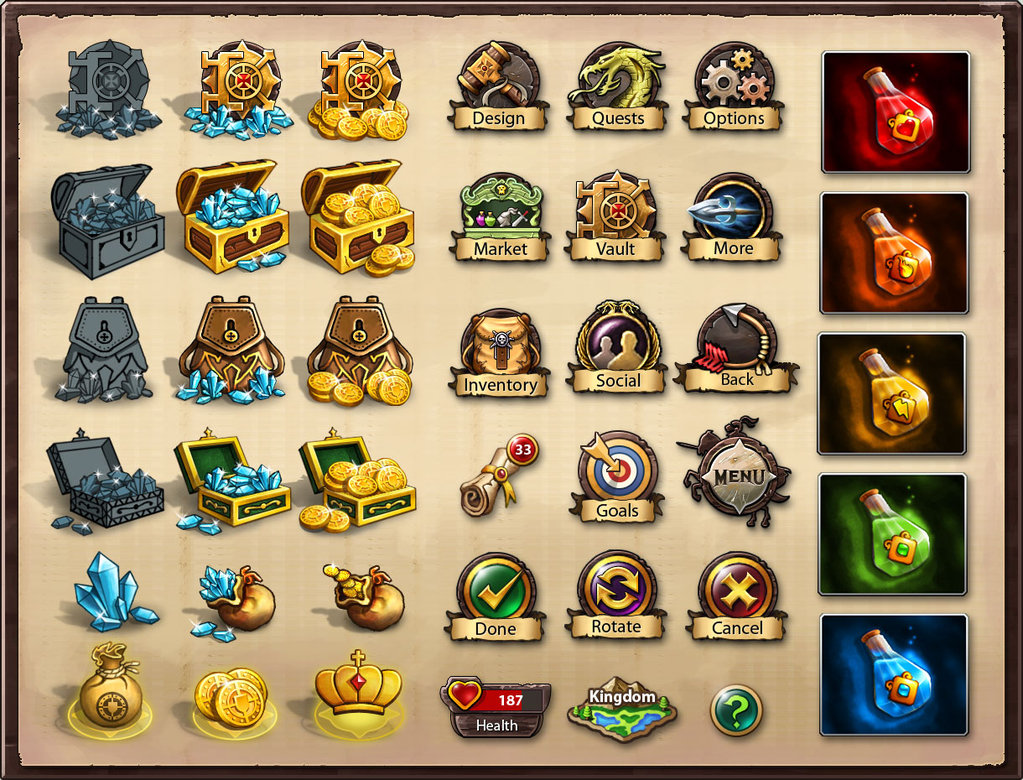 Design
Quests
Options
Market
Vault
More
Inventory
Social
Back
33
Goals
MENU
Done
Rotate
Cancel
187
Health
Kingdom
?